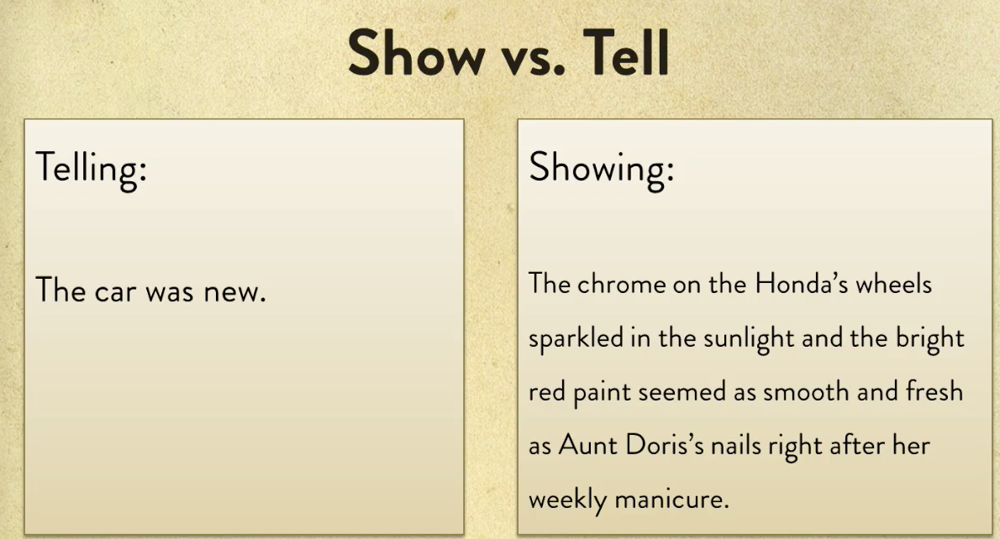 Show vs. Tell
Telling:
The car was new.
Showing:
The chrome on the Honda’s wheels
sparkled in the sunlight and the bright
red paint seemed as smooth and fresh
as Aunt Doris’s nails right after her
weekly manicure.